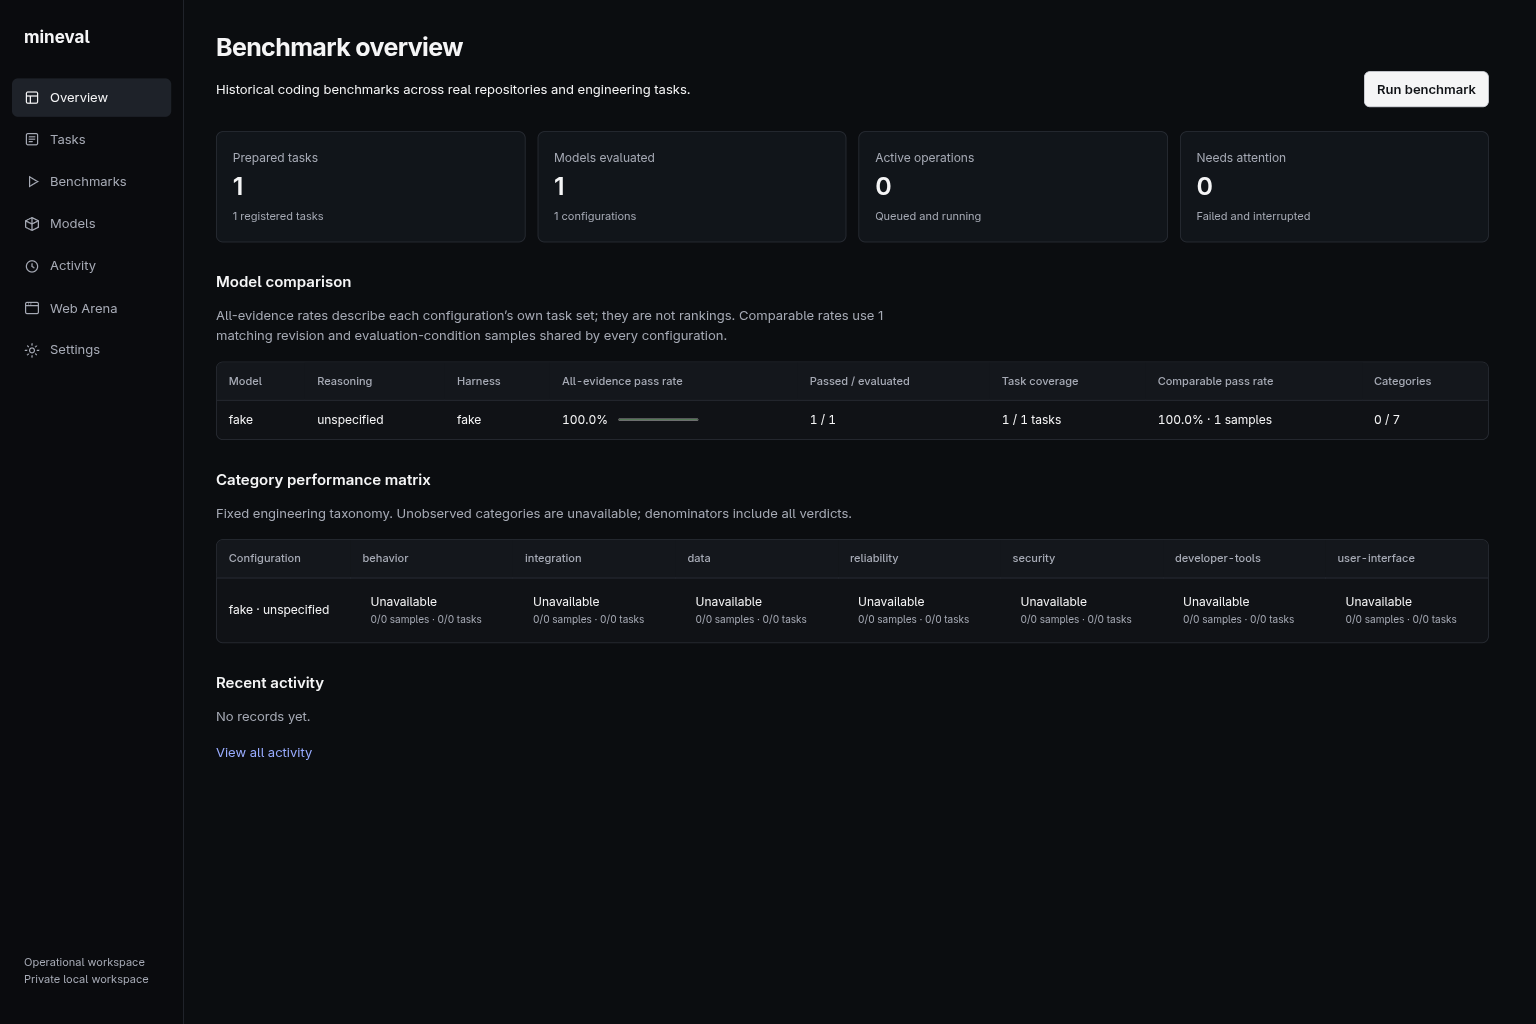 mineval
Overview
Tasks
Benchmarks
Models
Activity
Web Arena
Settings
Operational workspace
Private local workspace
Benchmark overview
Historical coding benchmarks across real repositories and engineering tasks.
Run benchmark
Prepared tasks
1
1 registered tasks
Models evaluated
1
1 configurations
Active operations
0
Queued and running
Needs attention
0
Failed and interrupted
Model comparison
All-evidence rates describe each configuration’s own task set; they are not rankings. Comparable rates use 1
matching revision and evaluation-condition samples shared by every configuration.
Model Reasoning Harness All-evidence pass rate Passed / evaluated Task coverage Comparable pass rate Categories
fake unspecified fake 100.0% 1 / 1 1 / 1 tasks 100.0% · 1 samples 0 / 7
Category performance matrix
Fixed engineering taxonomy. Unobserved categories are unavailable; denominators include all verdicts.
Configuration behavior integration data reliability security developer-tools user-interface
fake · unspecified Unavailable Unavailable Unavailable Unavailable Unavailable Unavailable Unavailable
0/0 samples · 0/0 tasks 0/0 samples · 0/0 tasks 0/0 samples · 0/0 tasks 0/0 samples · 0/0 tasks 0/0 samples · 0/0 tasks 0/0 samples · 0/0 tasks 0/0 samples · 0/0 tasks
Recent activity
No records yet.
View all activity